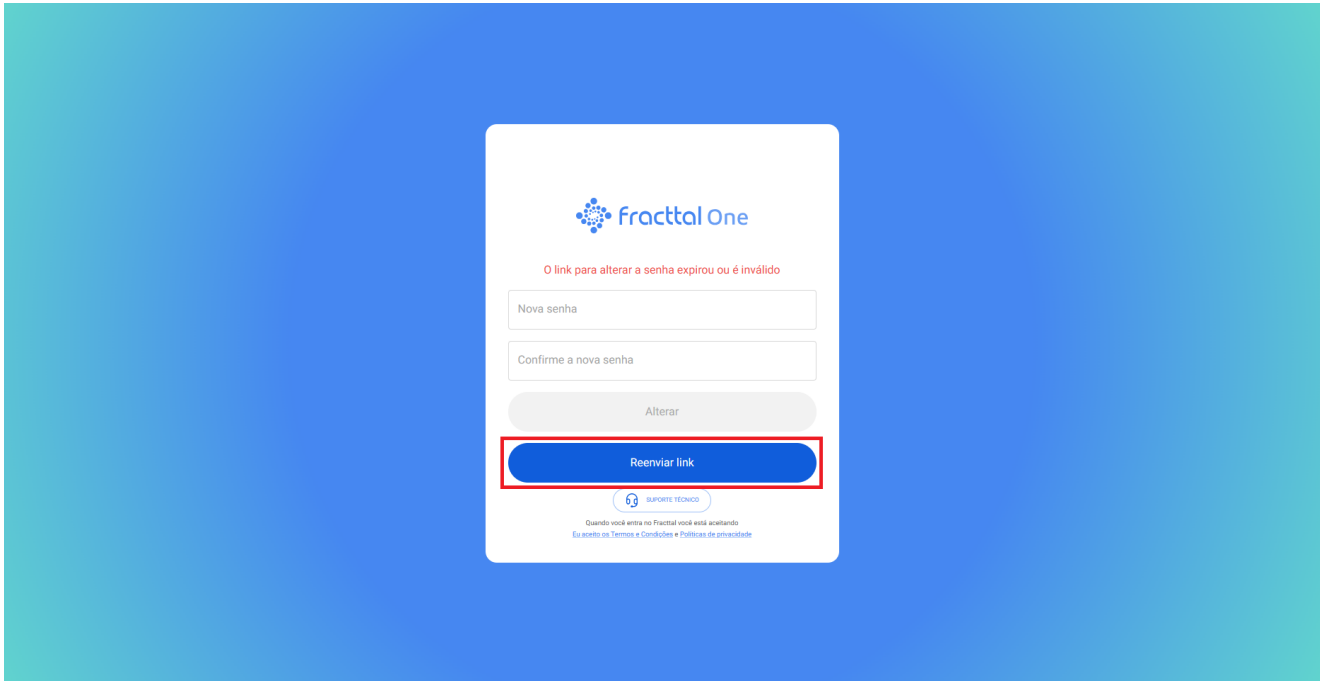 fracttal One
O link para alterar a senha expirou ou é inválido
Nova senha
Confirme a nova senha
Alterar
Reenviar link
SUPORTE TÉCNICO
Quando você entra no Fracttal você está aceitando
Eu aceito os Termos e Condições e Políticas de privacidade